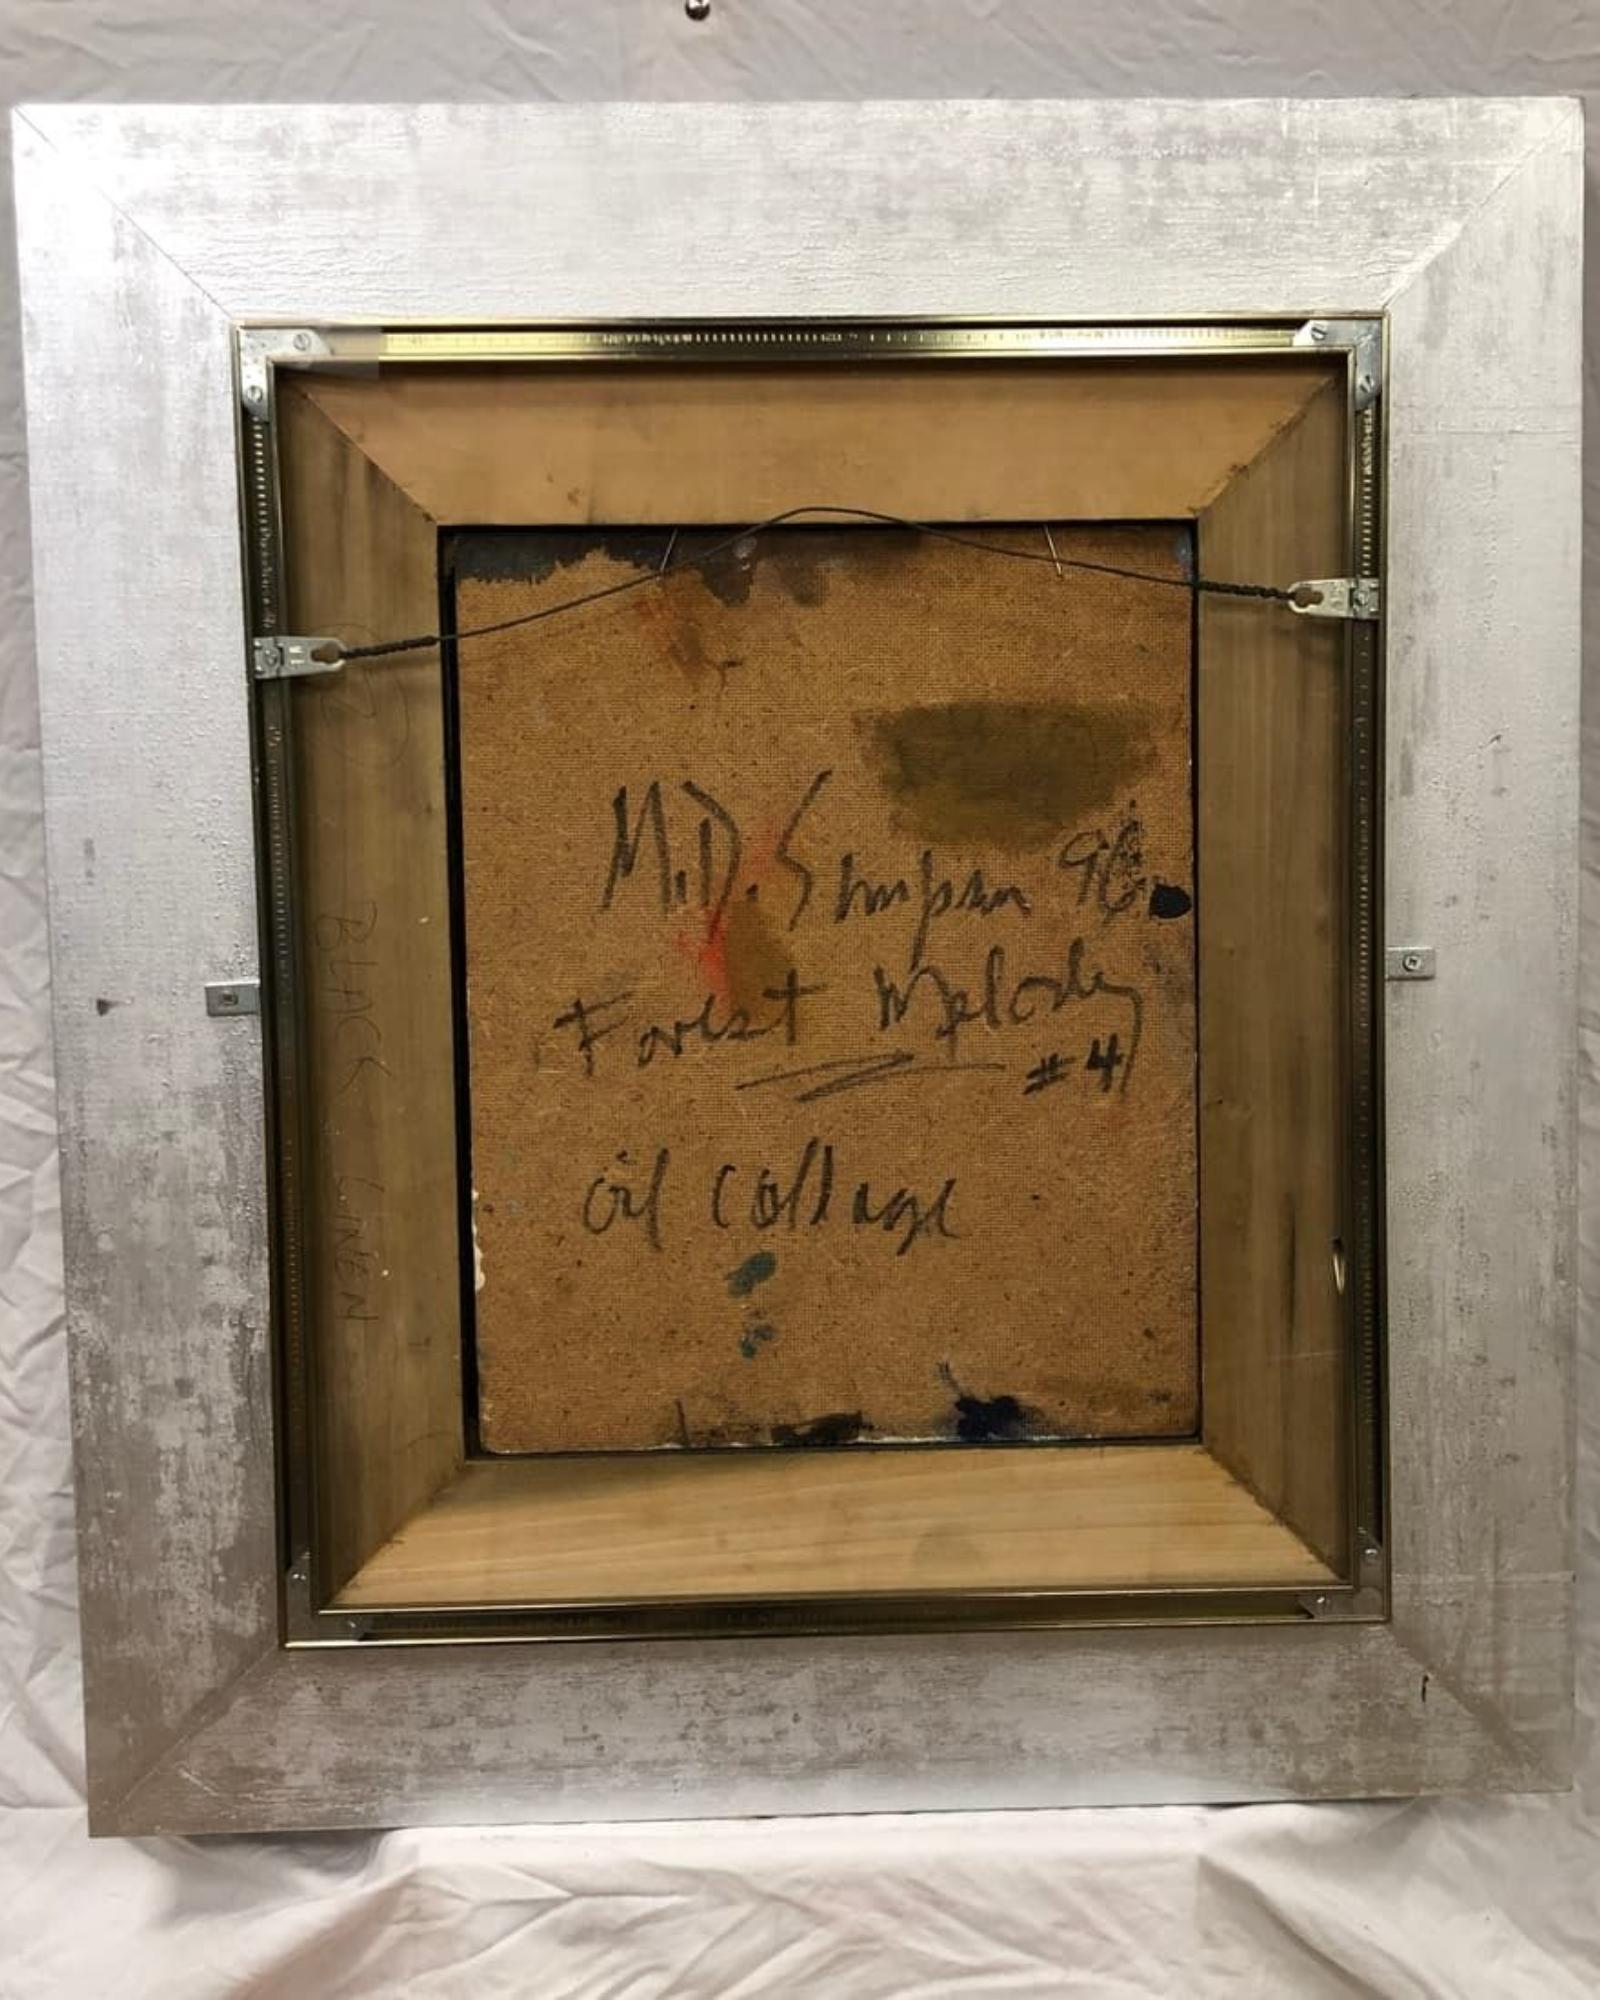 M.D. Simpson 96
Forest Melody
#4
oil collage
BLACK LINEN